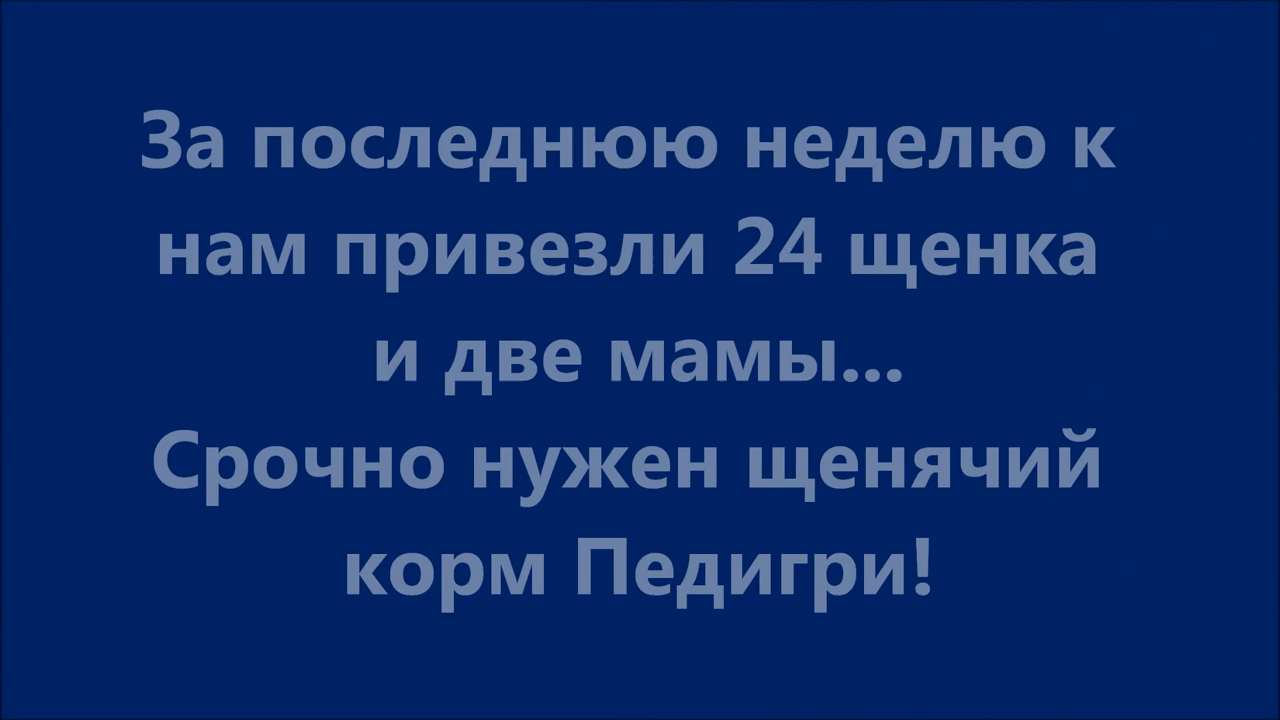 За последнюю неделю к
нам привезли 24 щенка
и две мамы...
Срочно нужен щенячий
корм Педигри!